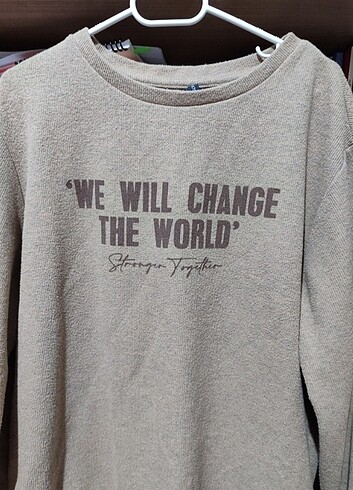 ‘WE WILL CHANGE
THE WORLD’
Stronger Together